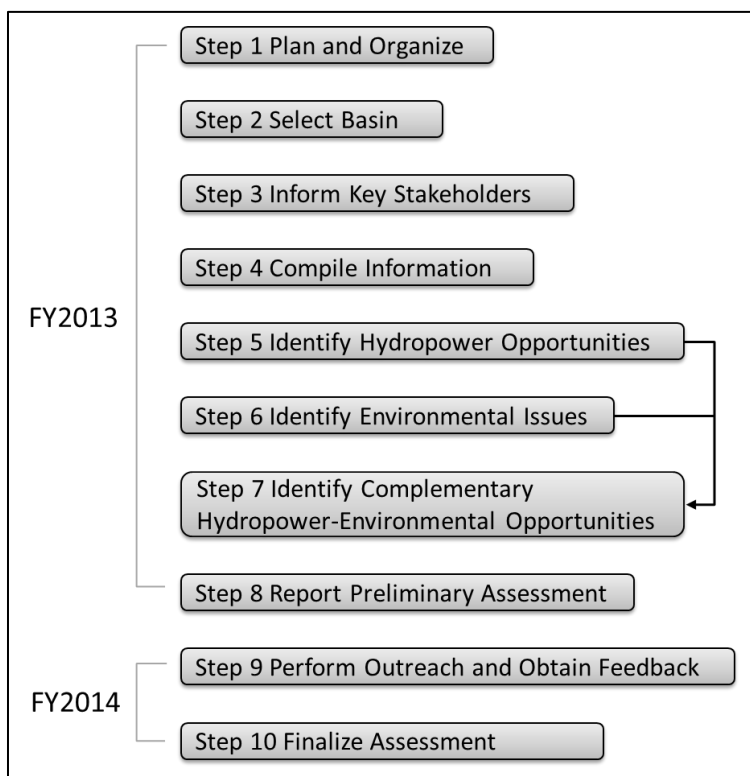 Step 1 Plan and Organize
Step 2 Select Basin
Step 3 Inform Key Stakeholders
Step 4 Compile Information
FY2013
Step 5 Identify Hydropower Opportunities
Step 6 Identify Environmental Issues
Step 7 Identify Complementary
Hydropower-Environmental Opportunities
Step 8 Report Preliminary Assessment
Step 9 Perform Outreach and Obtain Feedback
FY2014
Step 10 Finalize Assessment